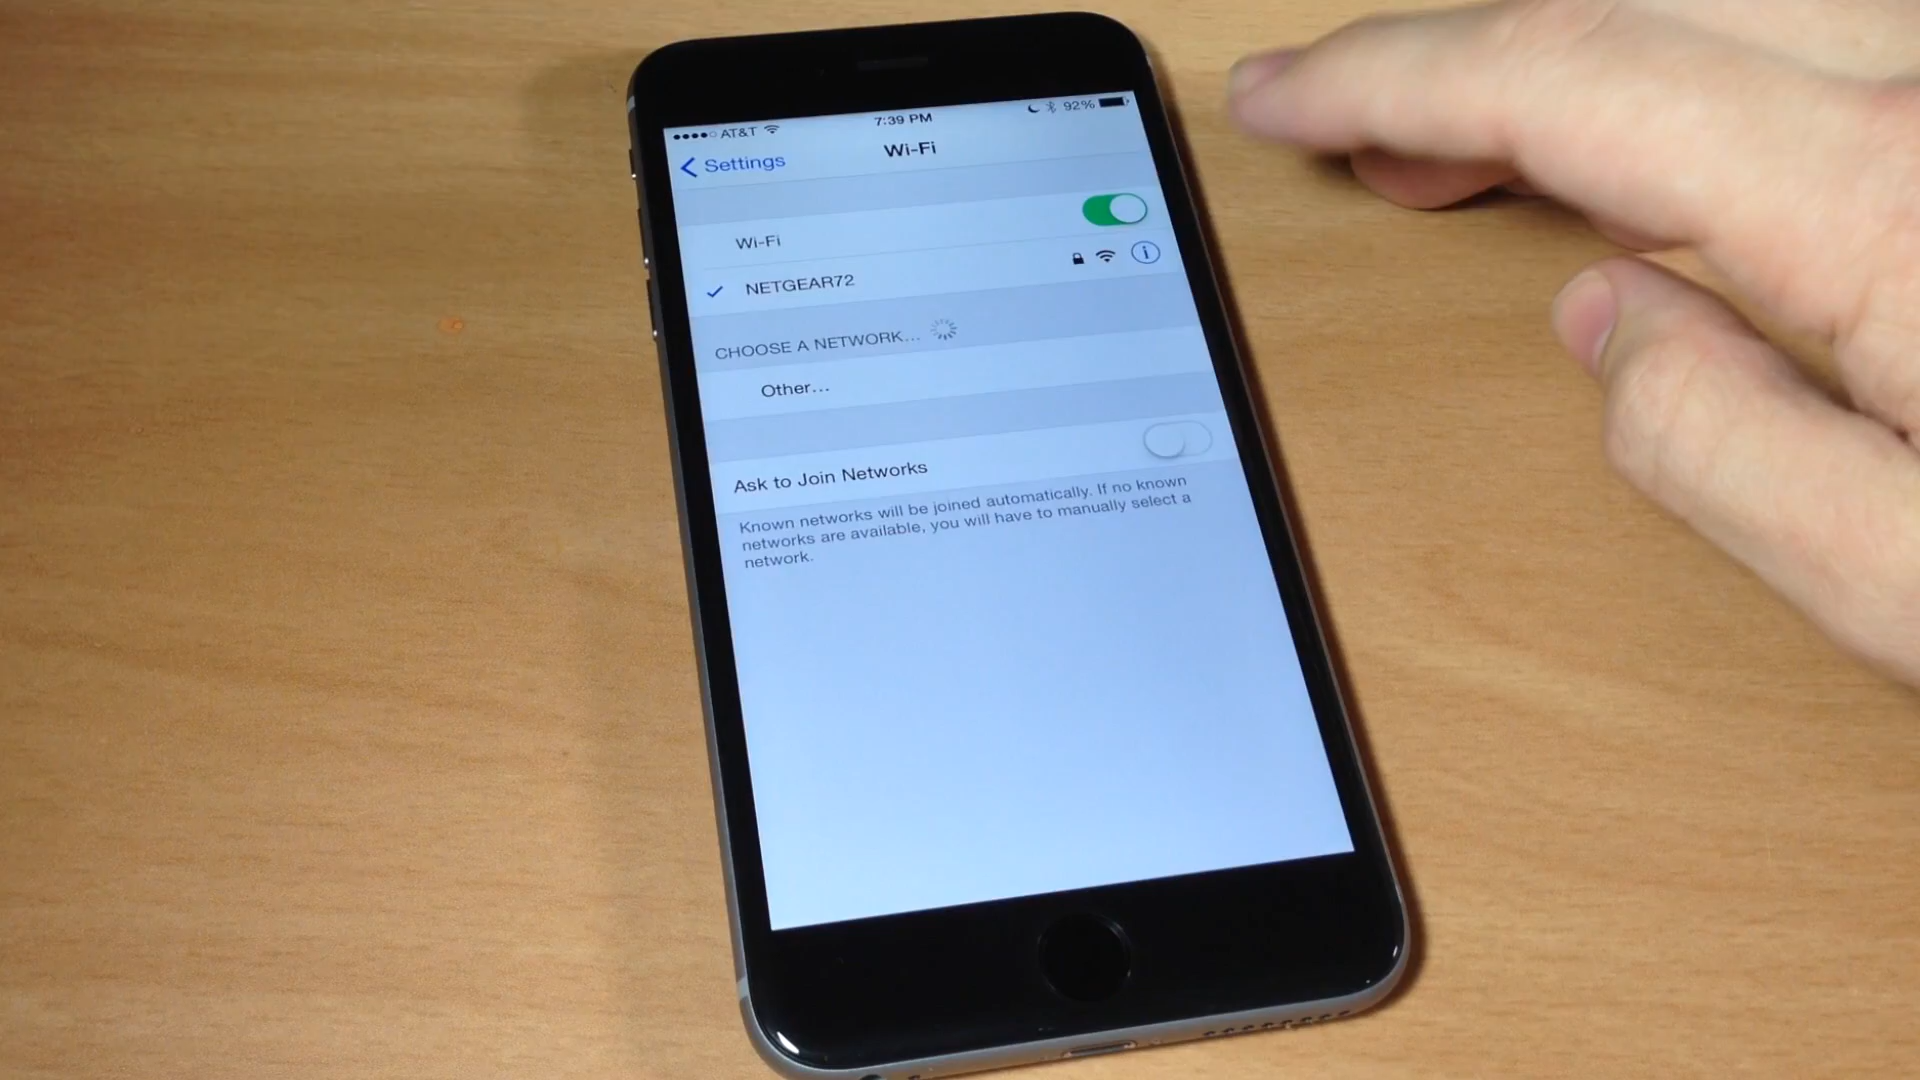 AT&T 7:39 PM 92%
Settings Wi-Fi
Wi-Fi
NETGEAR72
CHOOSE A NETWORK...
Other...
Ask to Join Networks
Known networks will be joined automatically. If no known
networks are available, you will have to manually select a
network.